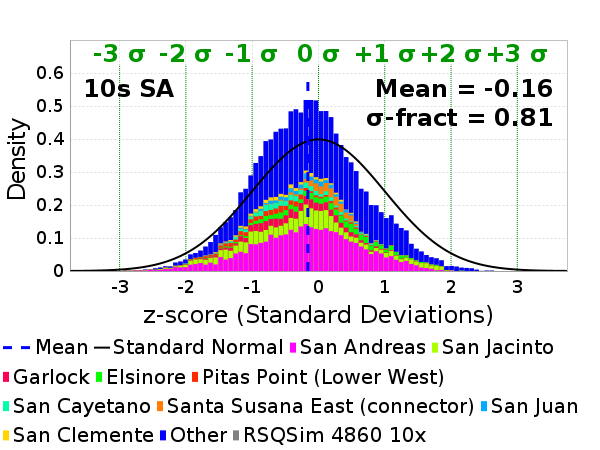 -3 σ -2 σ -1 σ 0 σ +1 σ +2 σ +3 σ
10s SA
Mean = -0.16
σ-fract = 0.81
0.6
0.5
0.4
0.3
0.2
0.1
0
Density
-3 -2 -1 0 1 2 3
z-score (Standard Deviations)
Mean Standard Normal San Andreas San Jacinto
Garlock Elsinore Pitas Point (Lower West)
San Cayetano Santa Susana East (connector) San Juan
San Clemente Other RSQSim 4860 10x